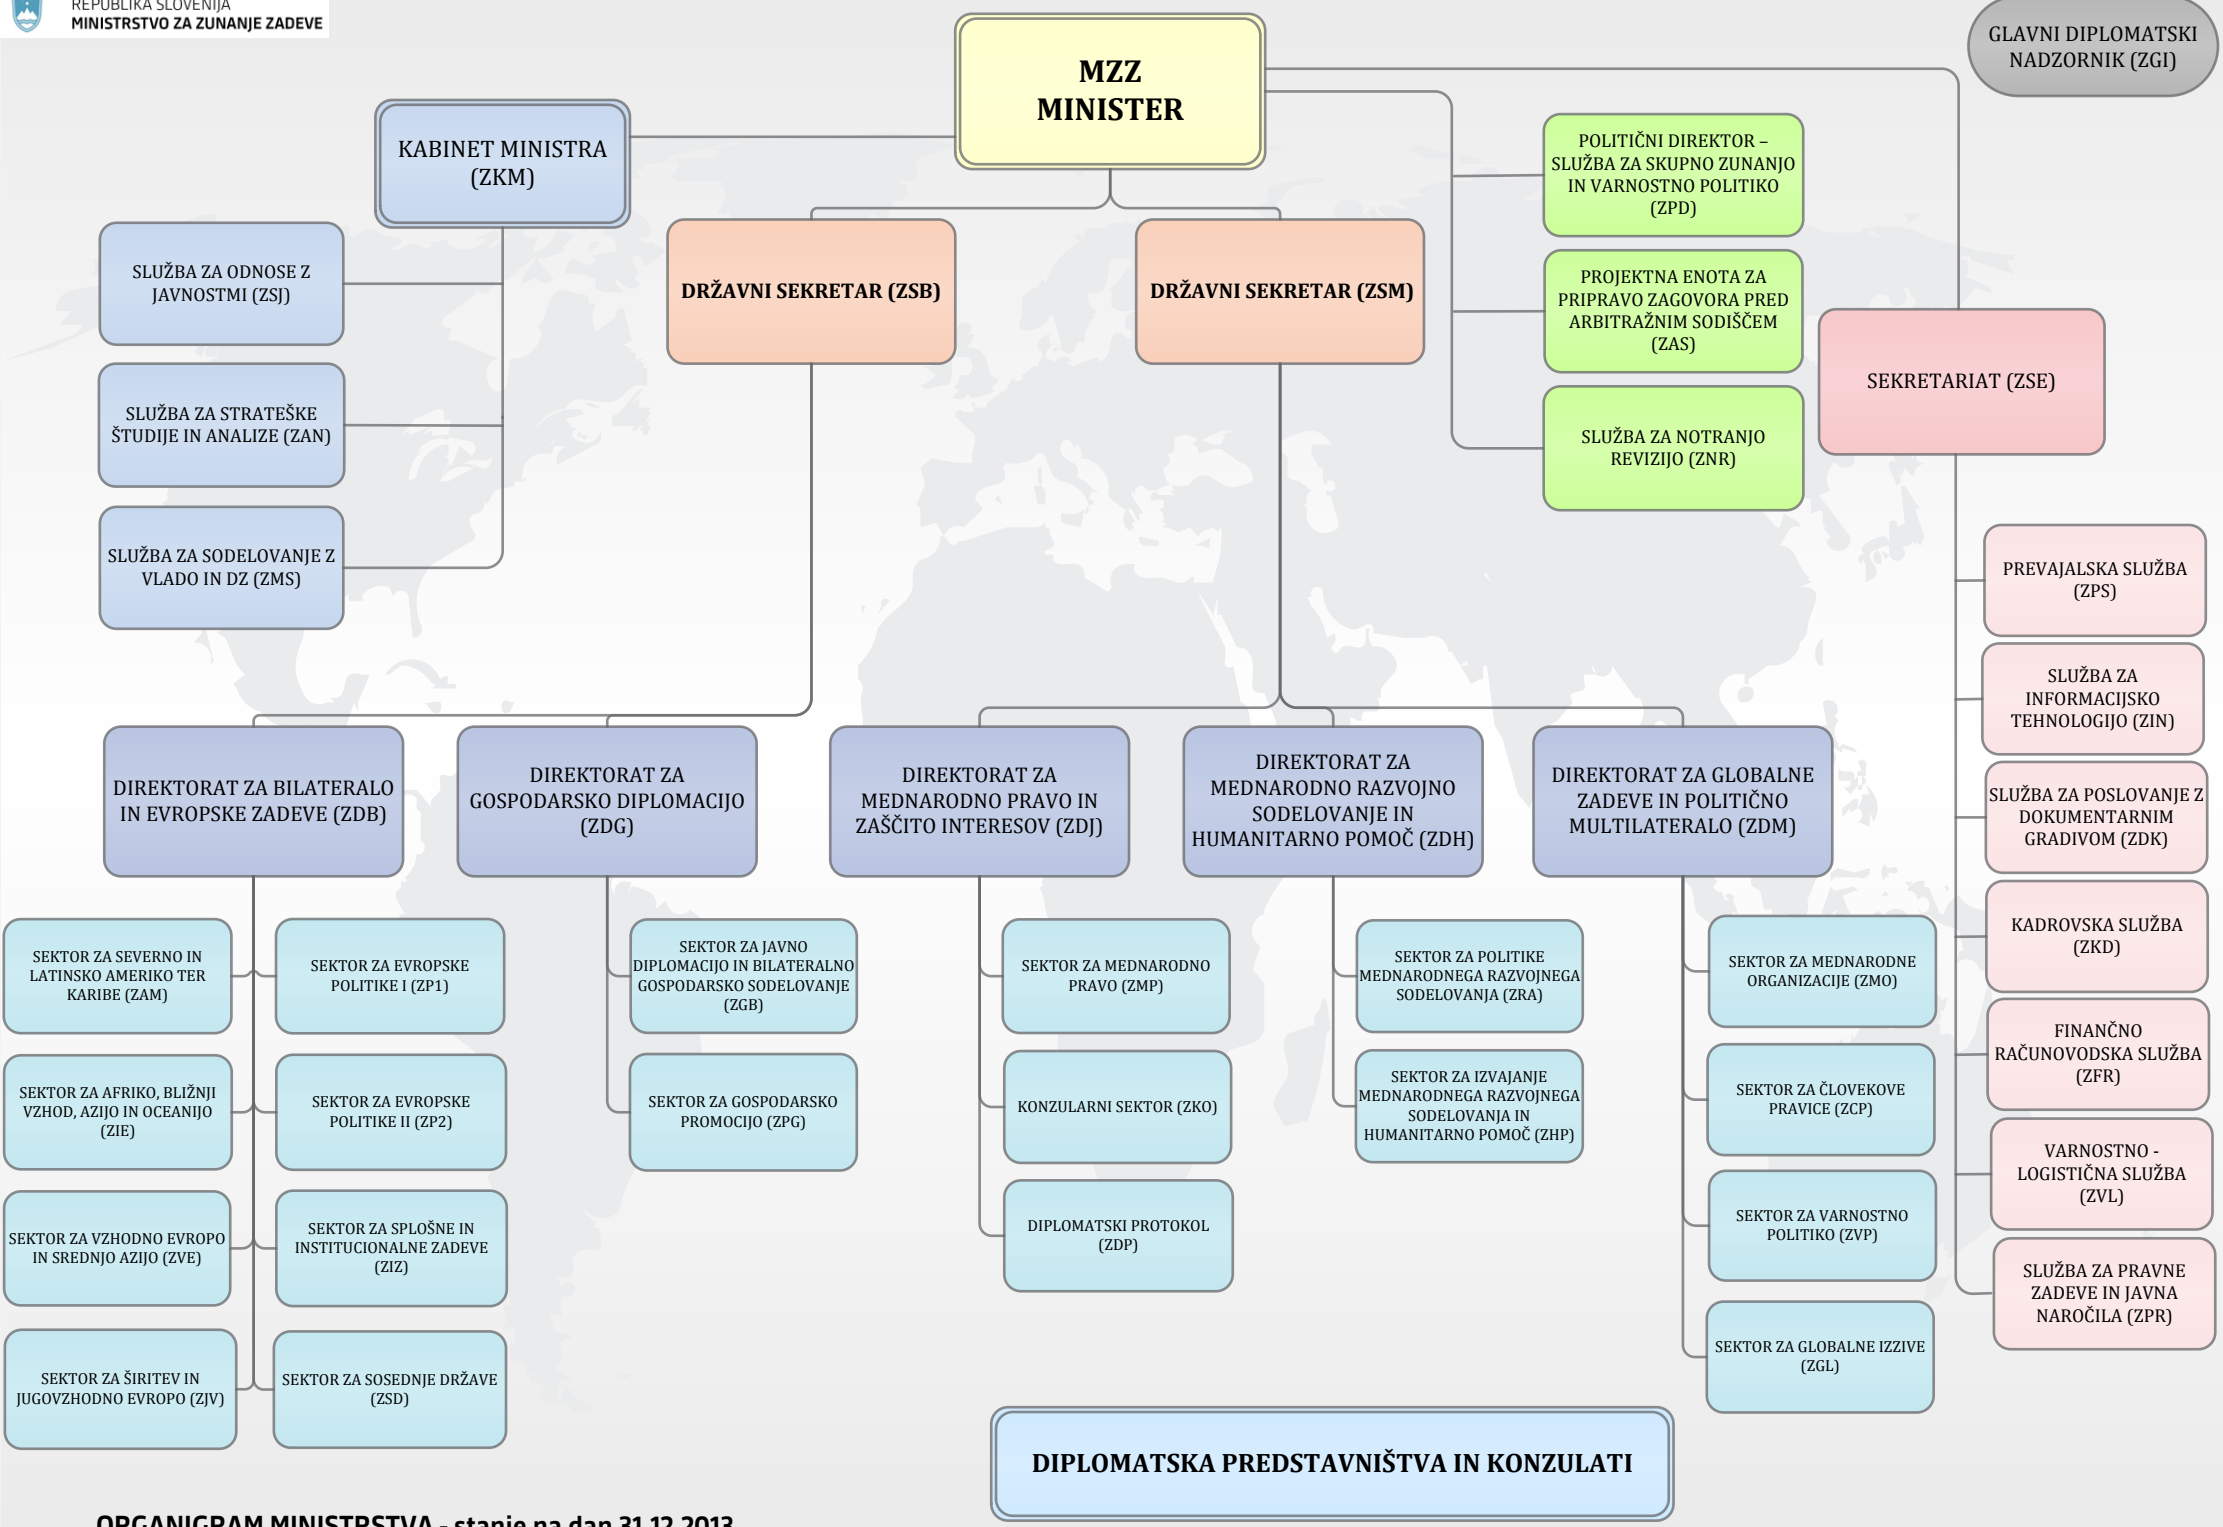 REPUBLIKA SLOVENIJA
MINISTRSTVO ZA ZUNANJE ZADEVE
MZZ
MINISTER
GLAVNI DIPLOMATSKI
NADZORNIK (ZGI)
KABINET MINISTRA
(ZKM)
SLUŽBA ZA ODNOSE Z
JAVNOSTMI (ZSJ)
SLUŽBA ZA STRATEŠKE
ŠTUDIJE IN ANALIZE (ZAN)
SLUŽBA ZA SODELOVANJE Z
VLADO IN DZ (ZMS)
DRŽAVNI SEKRETAR (ZSB)
DRŽAVNI SEKRETAR (ZSM)
POLITIČNI DIREKTOR –
SLUŽBA ZA SKUPNO ZUNANJO
IN VARNOSTNO POLITIKO
(ZPD)
PROJEKTNA ENOTA ZA
PRIPRAVO ZAGOVORA PRED
ARBITRAŽNIM SODIŠČEM
(ZAS)
SLUŽBA ZA NOTRANJO
REVIZIJO (ZNR)
SEKRETARIAT (ZSE)
PREVAJALSKA SLUŽBA
(ZPS)
SLUŽBA ZA
INFORMACIJSKO
TEHNOLOGIJO (ZIN)
SLUŽBA ZA POSLOVANJE Z
DOKUMENTARNIM
GRADIVOM (ZDK)
KADROVSKA SLUŽBA
(ZKD)
FINANČNO
RAČUNOVODSKA SLUŽBA
(ZFR)
VARNOSTNO -
LOGISTIČNA SLUŽBA
(ZVL)
SLUŽBA ZA PRAVNE
ZADEVE IN JAVNA
NAROČILA (ZPR)
DIREKTORAT ZA BILATERALO
IN EVROPSKE ZADEVE (ZDB)
DIREKTORAT ZA
GOSPODARSKO DIPLOMACIJO
(ZDG)
DIREKTORAT ZA
MEDNARODNO PRAVO IN
ZAŠČITO INTERESOV (ZDJ)
DIREKTORAT ZA
MEDNARODNO RAZVOJNO
SODELOVANJE IN
HUMANITARNO POMOČ (ZDH)
DIREKTORAT ZA GLOBALNE
ZADEVE IN POLITIČNO
MULTILATERALO (ZDM)
SEKTOR ZA SEVERNO IN
LATINSKO AMERIKO TER
KARIBE (ZAM)
SEKTOR ZA AFRIKO, BLIŽNJI
VZHOD, AZIJO IN OCEANIJO
(ZIE)
SEKTOR ZA VZHODNO EVROPO
IN SREDNJO AZIJO (ZVE)
SEKTOR ZA ŠIRITEV IN
JUGOVZHODNO EVROPO (ZJV)
SEKTOR ZA EVROPSKE
POLITIKE I (ZP1)
SEKTOR ZA EVROPSKE
POLITIKE II (ZP2)
SEKTOR ZA SPLOŠNE IN
INSTITUCIONALNE ZADEVE
(ZIZ)
SEKTOR ZA SOSEDNJE DRŽAVE
(ZSD)
SEKTOR ZA JAVNO
DIPLOMACIJO IN BILATERALNO
GOSPODARSKO SODELOVANJE
(ZGB)
SEKTOR ZA GOSPODARSKO
PROMOCIJO (ZPG)
SEKTOR ZA MEDNARODNO
PRAVO (ZMP)
KONZULARNI SEKTOR (ZKO)
DIPLOMATSKI PROTOKOL
(ZDP)
SEKTOR ZA POLITIKE
MEDNARODNEGA RAZVOJNEGA
SODELOVANJA (ZRA)
SEKTOR ZA IZVAJANJE
MEDNARODNEGA RAZVOJNEGA
SODELOVANJA IN
HUMANITARNO POMOČ (ZHP)
SEKTOR ZA MEDNARODNE
ORGANIZACIJE (ZMO)
SEKTOR ZA ČLOVEKOVE
PRAVICE (ZCP)
SEKTOR ZA VARNOSTNO
POLITIKO (ZVP)
SEKTOR ZA GLOBALNE IZZIVE
(ZGL)
DIPLOMATSKA PREDSTAVNIŠTVA IN KONZULATI
ORGANIGRAM MINISTRSTVA - stanje na dan 31.12.2013